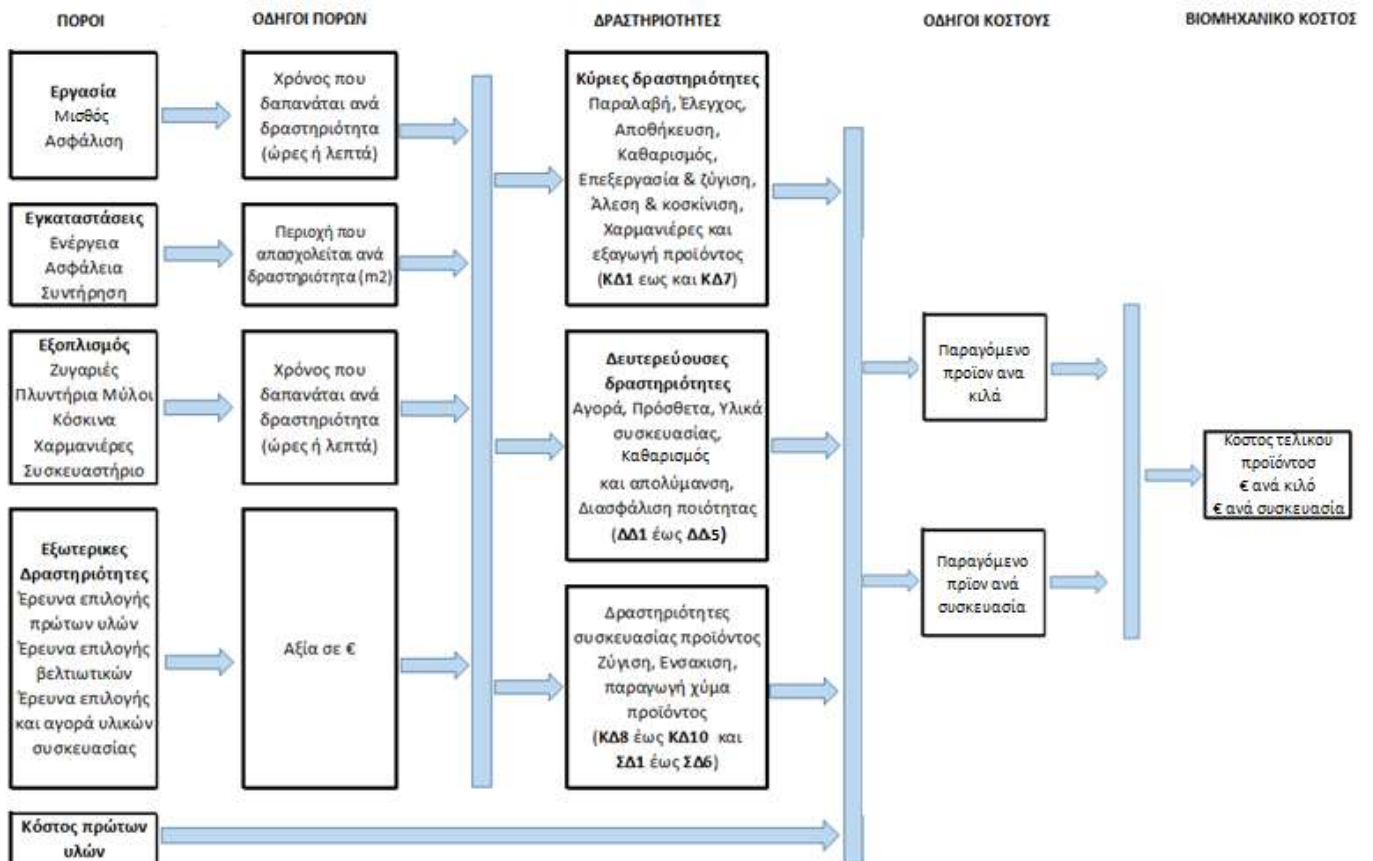 ΠΟΡΟΙ
ΟΔΗΓΟΙ ΠΟΡΩΝ
ΔΡΑΣΤΗΡΙΟΤΗΤΕΣ
ΟΔΗΓΟΙ ΚΟΣΤΟΥΣ
ΒΙΟΜΗΧΑΝΙΚΟ ΚΟΣΤΟΣ
Εργασία
Μισθός
Ασφάλιση
Χρόνος που
δαπανάται ανά
δραστηριότητα
(ώρες ή λεπτά)
Εγκαταστάσεις
Ενέργεια
Ασφάλεια
Συντήρηση
Περιοχή που
απασχολείται ανά
δραστηριότητα (m2)
Εξοπλισμός
Ζυγαριές
Πλυντήρια Μύλοι
Κόσκινα
Χαρμανιέρες
Συσκευαστήριο
Χρόνος που
δαπανάται ανά
δραστηριότητα
(ώρες ή λεπτά)
Εξωτερικες
Δραστηριότητες
Έρευνα επιλογής
πρώτων υλών
Έρευνα επιλογής
βελτιωτικών
Έρευνα επιλογής
και αγορά υλικών
συσκευασίας
Αξία σε €
Κόστος πρώτων
υλών
Κύριες δραστηριότητες
Παραλαβή, Έλεγχος,
Αποθήκευση,
Καθαρισμός,
Επεξεργασία & ζύγιση,
Άλεση & κοσκίνιση,
Χαρμανιέρες και
εξαγωγή προϊόντος
(ΚΔ1 εως και ΚΔ7)
Δευτερεύουσες
δραστηριότητες
Αγορά, Πρόσθετα, Υλικά
συσκευασίας,
Καθαρισμός
και απολύμανση,
Διασφάλιση ποιότητας
(ΔΔ1 έως ΔΔ5)
Δραστηριότητες
συσκευασίας προϊόντος
Ζύγιση, Ενσακιση,
παραγωγή χύμα
προϊόντος
(ΚΔ8 έως ΚΔ10 και
ΣΔ1 έως ΣΔ6)
Παραγόμενο
προϊον ανα
κιλά
Παραγόμενο
πρϊον ανά
συσκευασία
Κόστος τελικου
προϊόντοσ
€ ανά κιλό
€ ανά συσκευασία